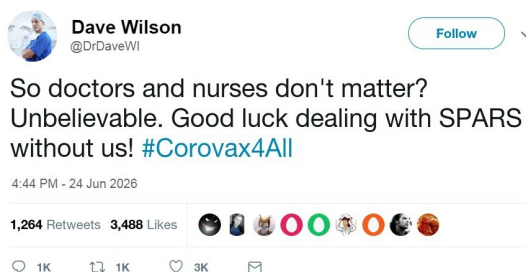 Dave Wilson
@DrDaveWI
Follow
So doctors and nurses don't matter?
Unbelievable. Good luck dealing with SPARS
without us! #Corovax4All
4:44 PM - 24 Jun 2026
1,264 Retweets 3,488 Likes
1K 1K 3K